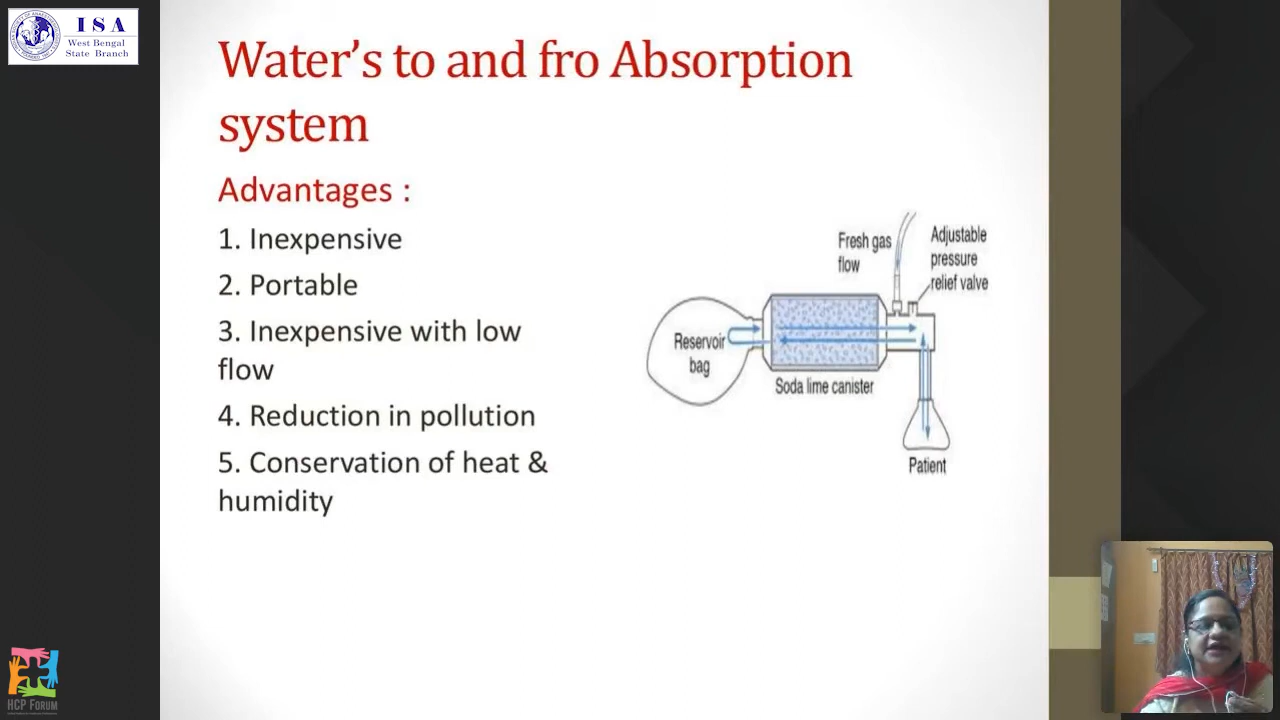 ISA
West Bengal
State Branch
Water's to and fro Absorption
system
Advantages :
1. Inexpensive
2. Portable
3. Inexpensive with low
flow
4. Reduction in pollution
5. Conservation of heat &
humidity
Fresh gas
flow
Adjustable
pressure
relief valve
Reservoir
bag
Soda lime canister
Patient
HCP FORUM